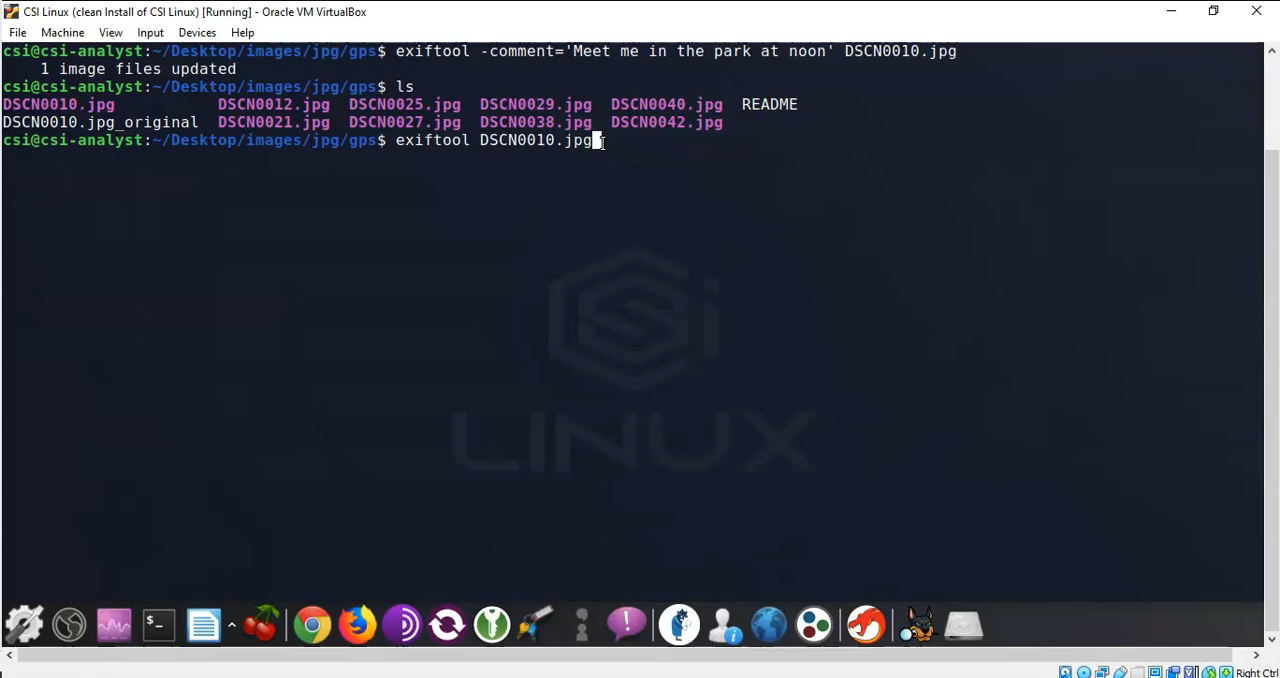 CSI Linux (clean Install of CSI Linux) [Running] - Oracle VM VirtualBox
File Machine View Input Devices Help
csi@csi-analyst:~/Desktop/images/jpg/gps$ exiftool -comment='Meet me in the park at noon' DSCN0010.jpg
1 image files updated
csi@csi-analyst:~/Desktop/images/jpg/gps$ ls
DSCN0010.jpg DSCN0012.jpg DSCN0025.jpg DSCN0029.jpg DSCN0040.jpg README
DSCN0010.jpg_original DSCN0021.jpg DSCN0027.jpg DSCN0038.jpg DSCN0042.jpg
csi@csi-analyst:~/Desktop/images/jpg/gps$ exiftool DSCN0010.jpg
CSi
LINUX
Right Ctrl